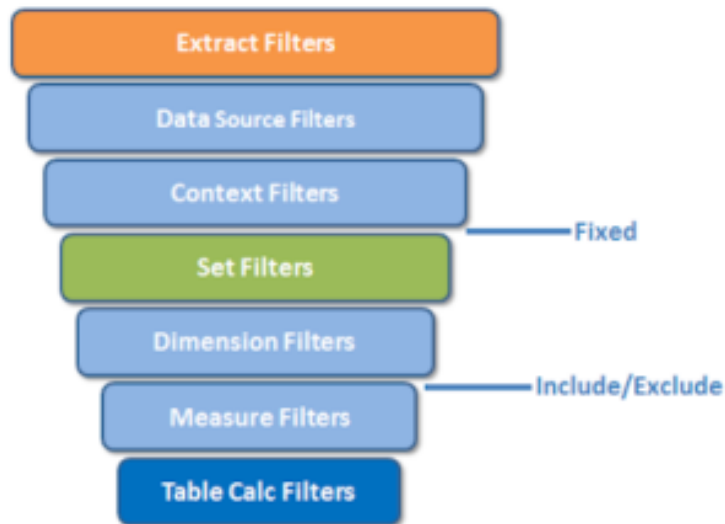 Extract Filters
Data Source Filters
Context Filters
Fixed
Set Filters
Dimension Filters
Include/Exclude
Measure Filters
Table Calc Filters